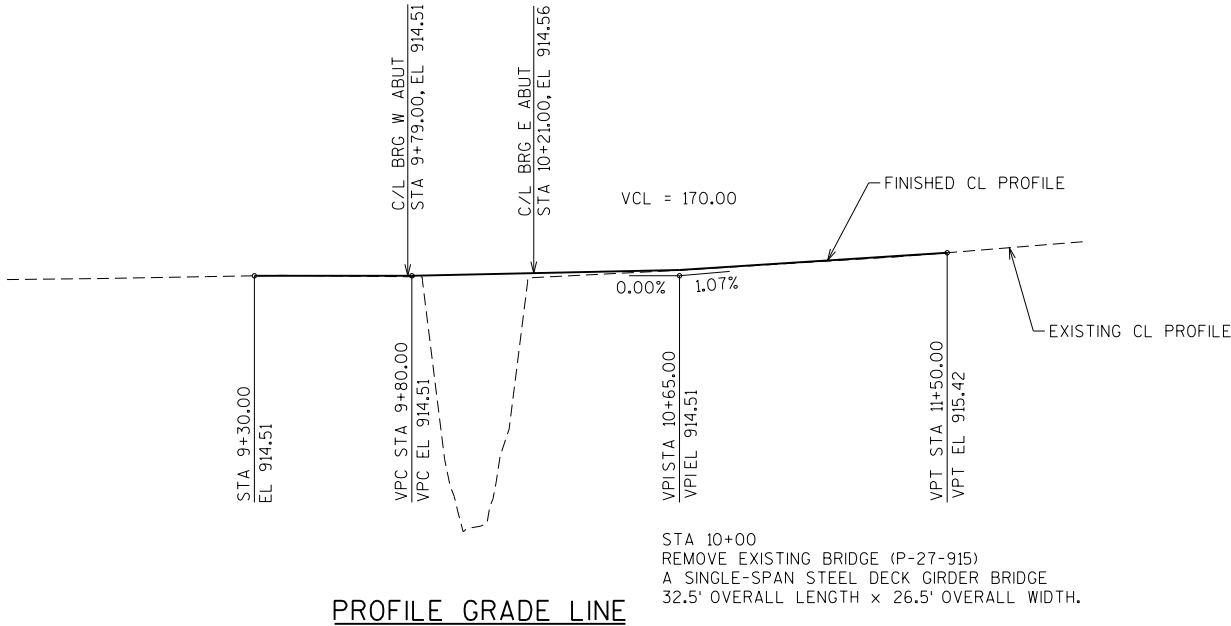 C/L BRG W ABUT
STA 9+79.00, EL 914.51
C/L BRG E ABUT
STA 10+21.00, EL 914.56
VCL = 170.00
FINISHED CL PROFILE
0.00%
1.07%
EXISTING CL PROFILE
STA 9+30.00
EL 914.51
VPC STA 9+80.00
VPC EL 914.51
VPI STA 10+65.00
VPI EL 914.51
VPT STA 11+50.00
VPT EL 915.42
STA 10+00
REMOVE EXISTING BRIDGE (P-27-915)
A SINGLE-SPAN STEEL DECK GIRDER BRIDGE
32.5' OVERALL LENGTH x 26.5' OVERALL WIDTH.
PROFILE GRADE LINE